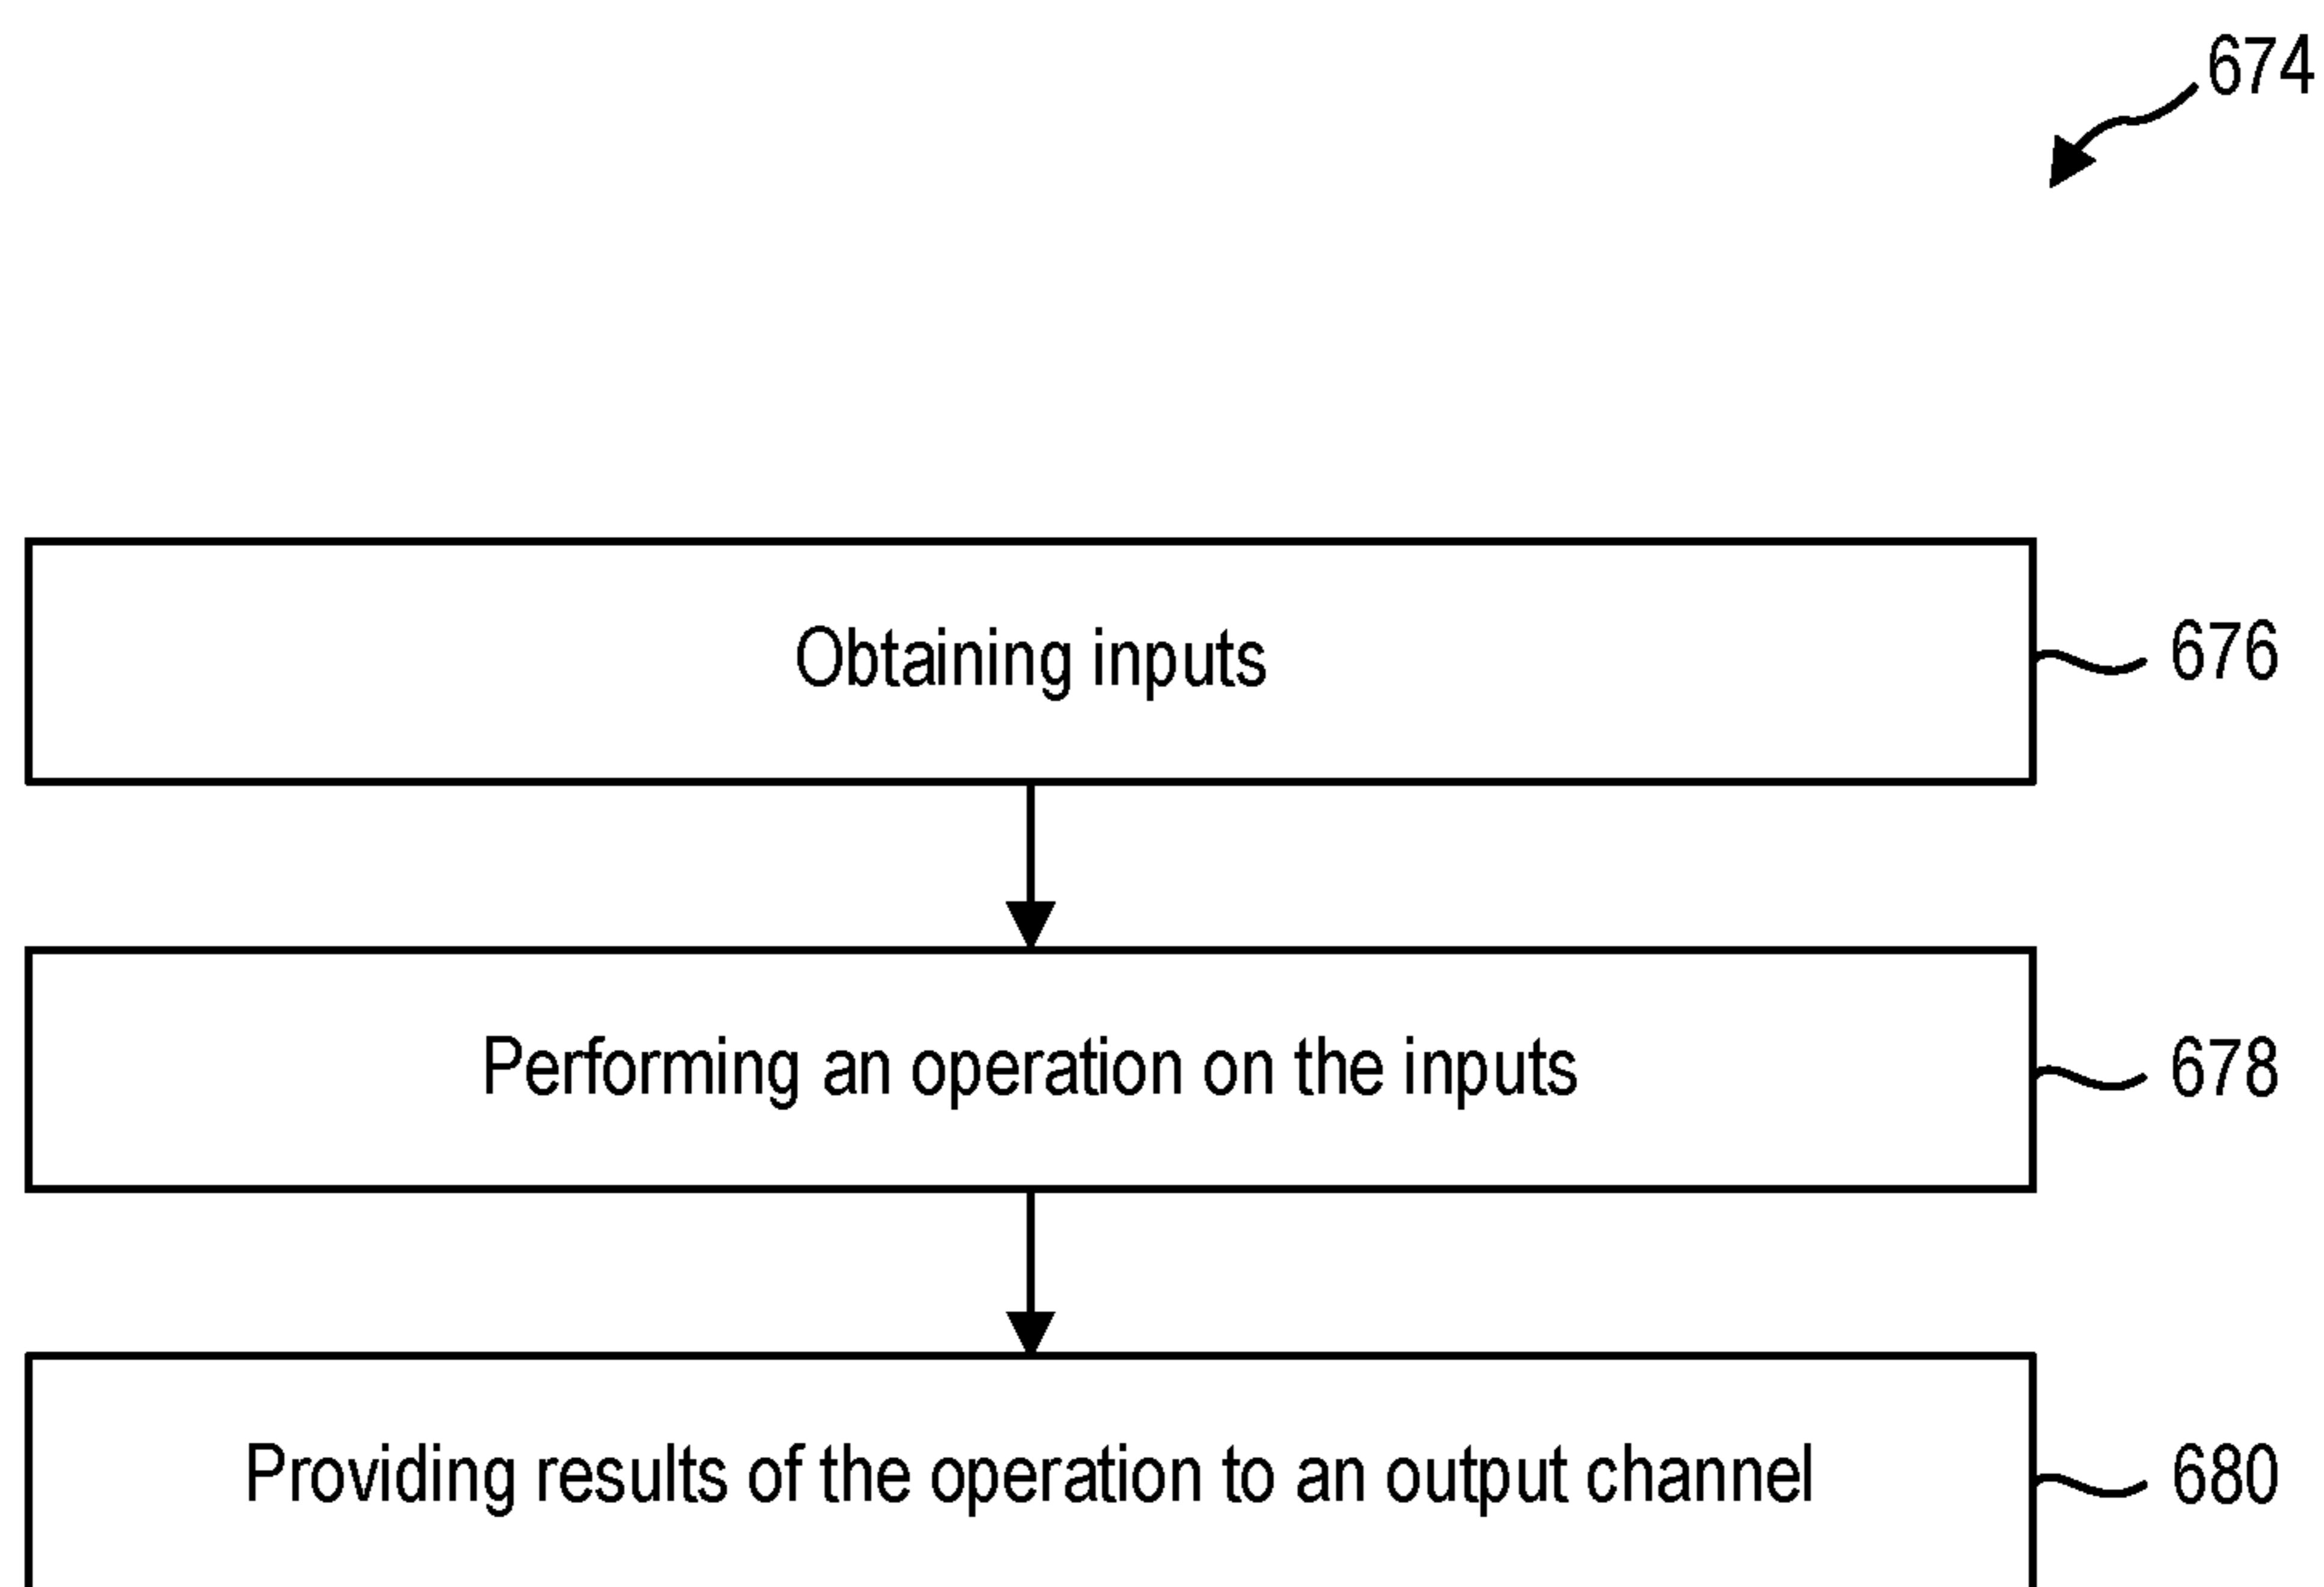 674
Obtaining inputs
676
Performing an operation on the inputs
678
Providing results of the operation to an output channel
680